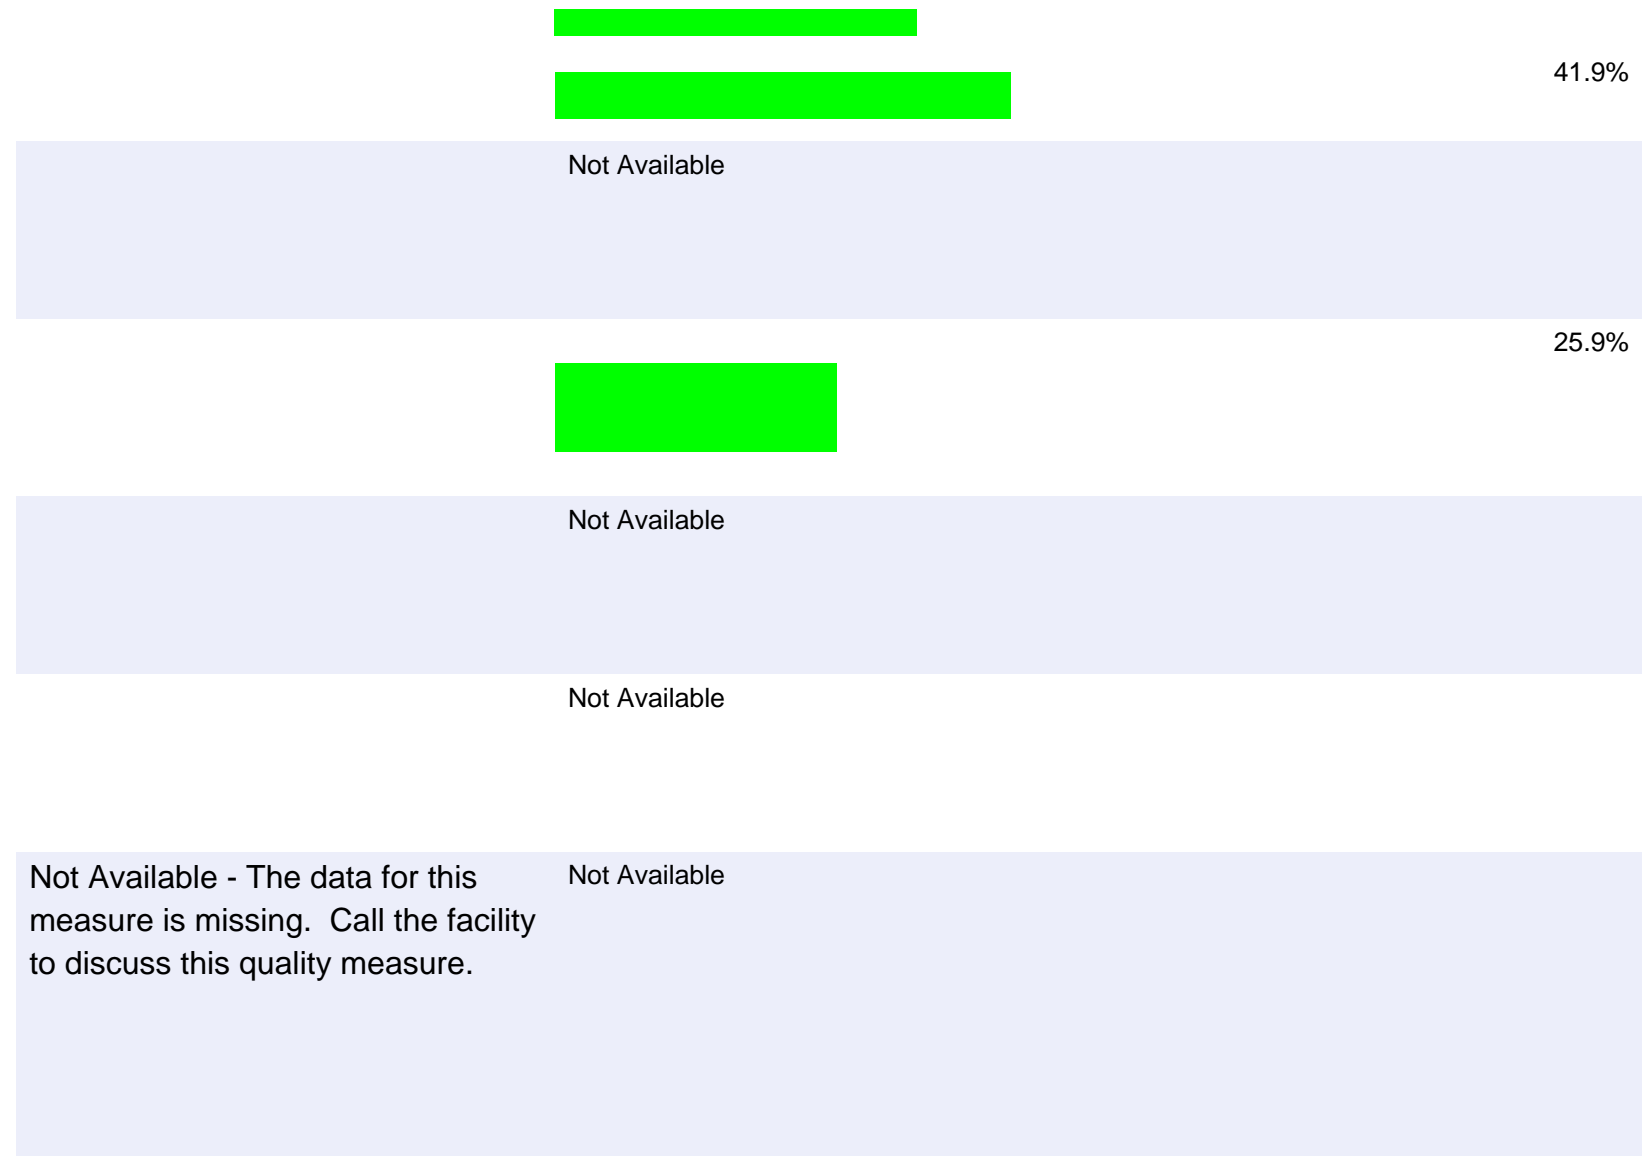 41.9%
Not Available
25.9%
Not Available
Not Available
Not Available - The data for this
measure is missing.  Call the facility
to discuss this quality measure.
Not Available